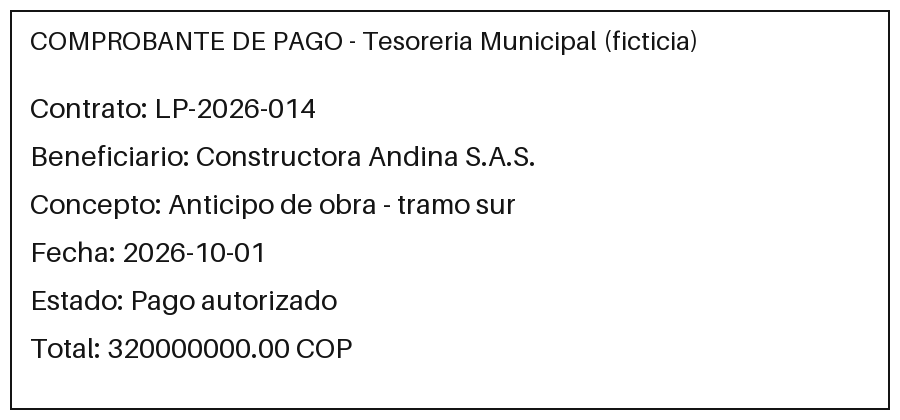 COMPROBANTE DE PAGO - Tesoreria Municipal (ficticia)
Contrato: LP-2026-014
Beneficiario: Constructora Andina S.A.S.
Concepto: Anticipo de obra - tramo sur
Fecha: 2026-10-01
Estado: Pago autorizado
Total: 320000000.00 COP